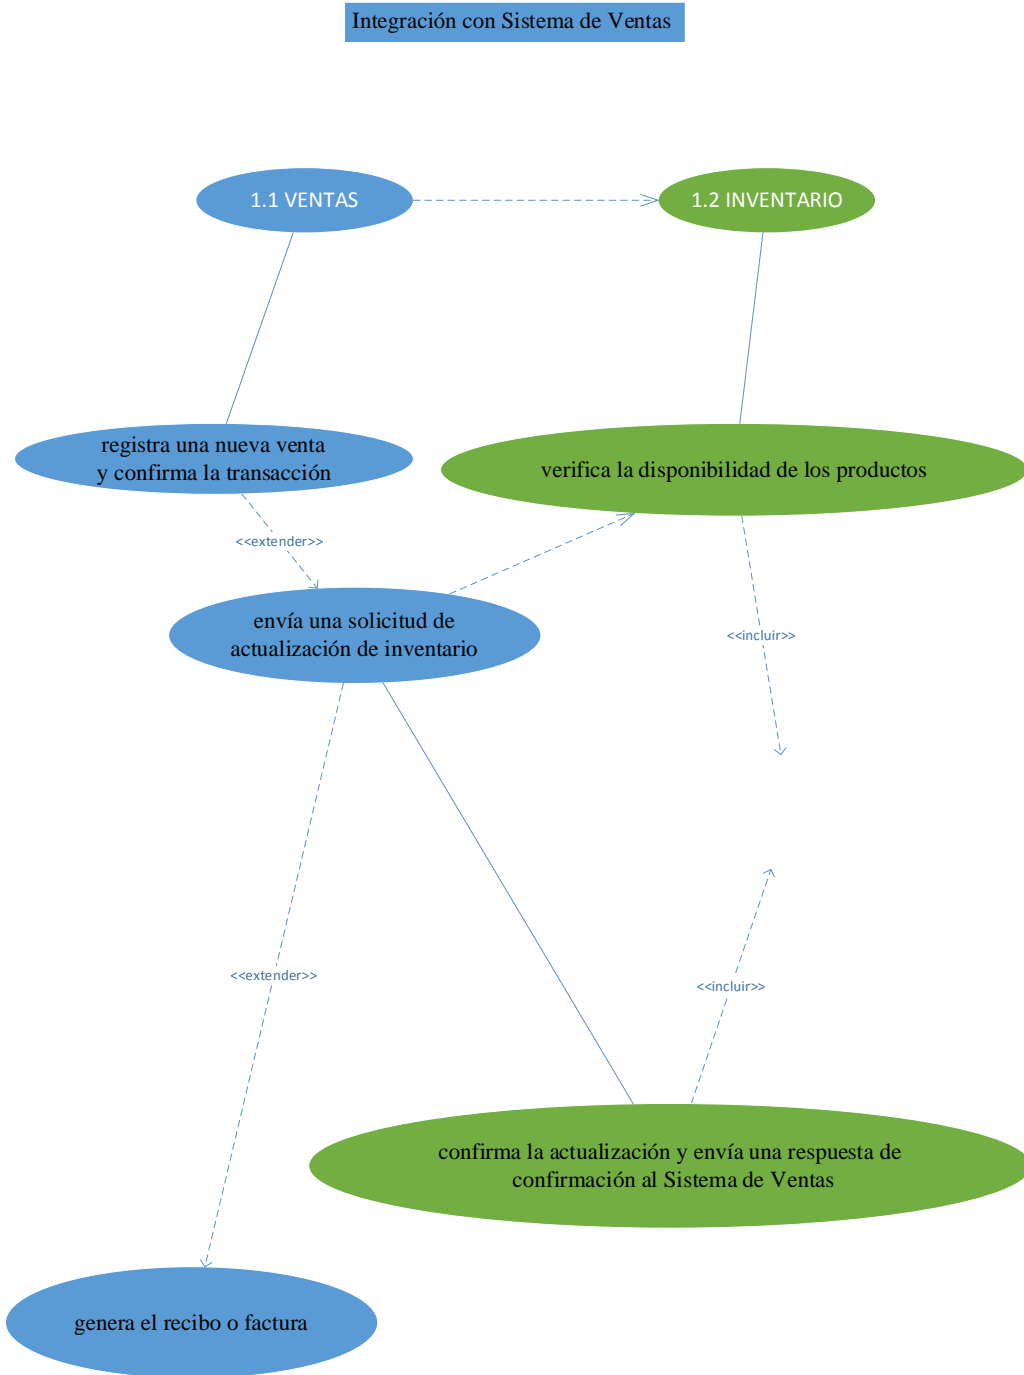 Integración con Sistema de Ventas
1.1 VENTAS
1.2 INVENTARIO
registra una nueva venta
y confirma la transacción
verifica la disponibilidad de los productos
<<extender>>
envía una solicitud de
actualización de inventario
<<incluir>>
<<extender>>
<<incluir>>
confirma la actualización y envía una respuesta de
confirmación al Sistema de Ventas
genera el recibo o factura